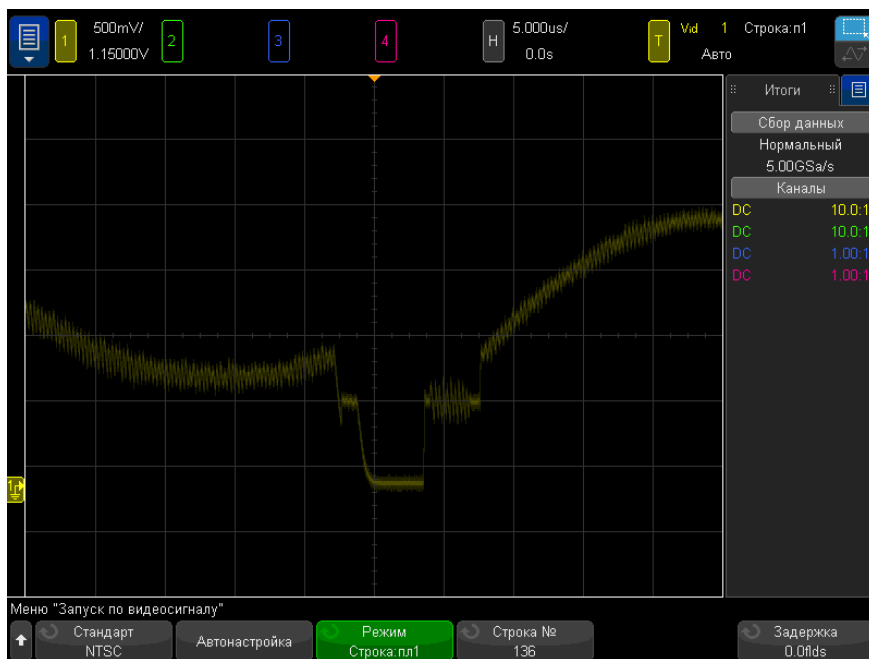 1 500mV/ 2 3 4 H 5.000us/ T Vid 1 Строка:п1
1.15000V 0.0s Авто
Итоги
Сбор данных
Нормальный
5.00GSa/s
Каналы
DC 10.0:1
DC 10.0:1
DC 1.00:1
DC 1.00:1
1
Меню "Запуск по видеосигналу"
Стандарт Автонастройка Режим Строка № Задержка
NTSC Строка:пл1 136 0.0flds